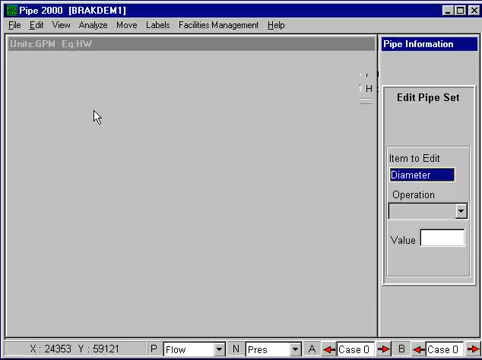 Pipe 2000 [BRAKDEM1]
File Edit View Analyze Move Labels Facilities Management Help
Units:GPM Eq:HW
Pipe Information
H
Edit Pipe Set
Item to Edit
Diameter
Operation
Value
X : 24353 Y : 59121 P Flow N Pres A Case 0 B Case 0